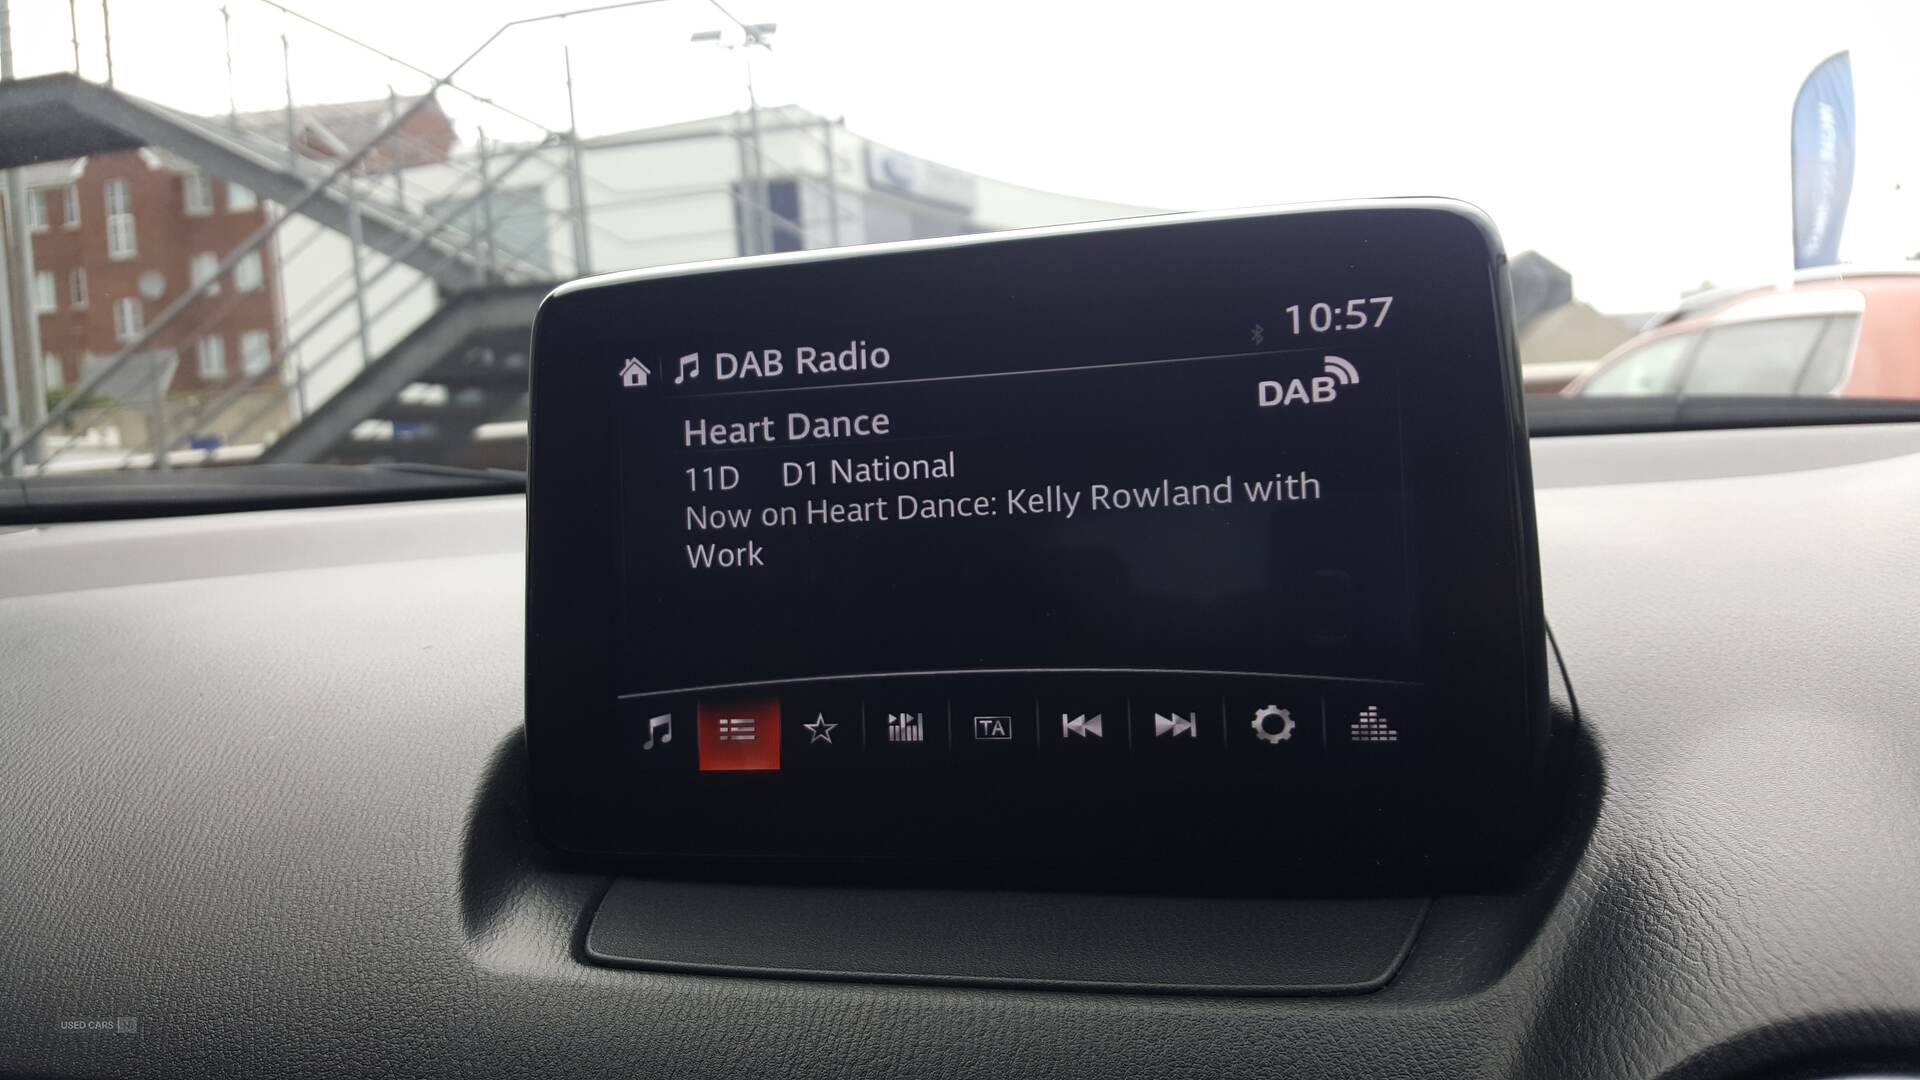 10:57
DAB Radio
DAB
Heart Dance
11D D1 National
Now on Heart Dance: Kelly Rowland with
Work
TA
USED CARS NI